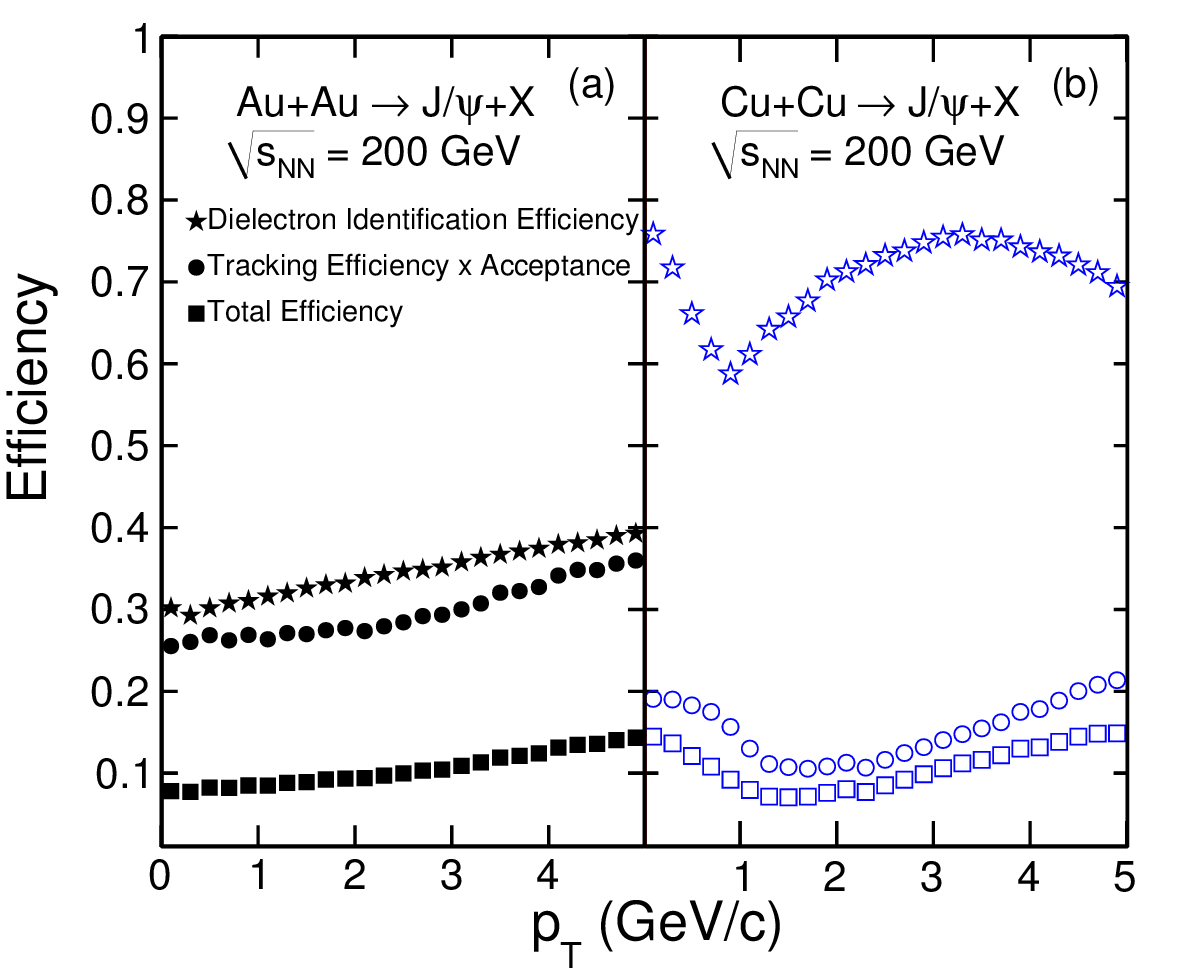 1
0.9
0.8
0.7
0.6
0.5
0.4
0.3
0.2
0.1
Efficiency
(a)
Au+Au → J/ψ+X
√sNN = 200 GeV
★Dielectron Identification Efficiency
●Tracking Efficiency x Acceptance
■Total Efficiency
(b)
Cu+Cu → J/ψ+X
√sNN = 200 GeV
0 1 2 3 4
1 2 3 4 5
pT (GeV/c)